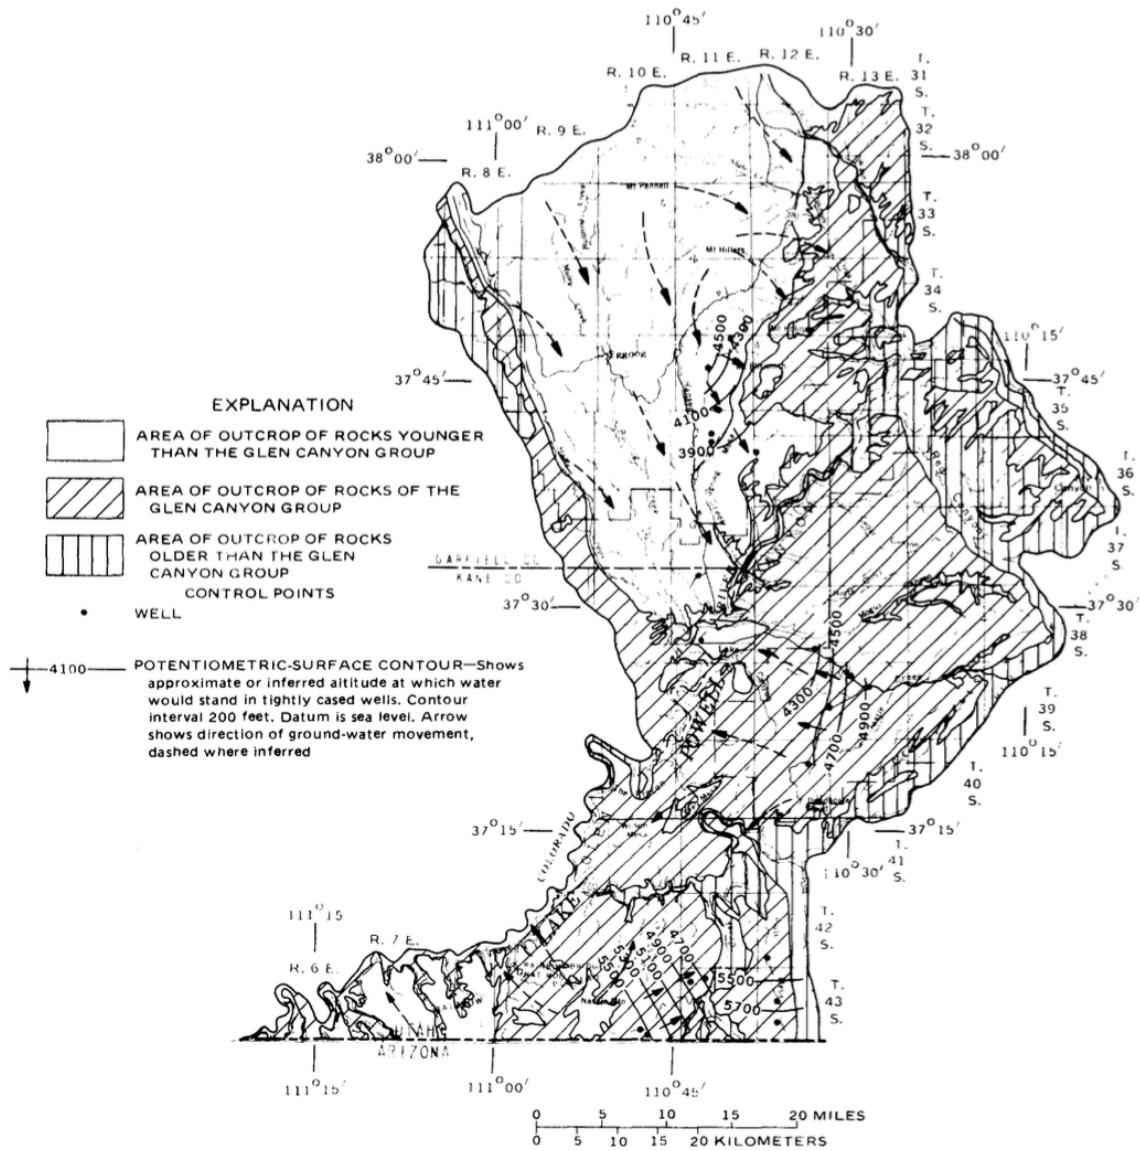 110°45'
110°30'
R. 10 E.
R. 11 E.
R. 12 E.
R. 13 E.
T.
31
S.
111°00'
R. 9 E.
T.
32
S.
38°00'
38°00'
R. 8 E.
Mt Pennell
T.
33
S.
Mt Hillers
T.
34
S.
4500
4300
110°15'
37°45'
37°45'
T.
35
S.
4100
3900
T.
36
S.
T.
37
S.
EXPLANATION
AREA OF OUTCROP OF ROCKS YOUNGER
THAN THE GLEN CANYON GROUP
AREA OF OUTCROP OF ROCKS OF THE
GLEN CANYON GROUP
AREA OF OUTCROP OF ROCKS
OLDER THAN THE GLEN
CANYON GROUP
CONTROL POINTS
WELL
4100
POTENTIOMETRIC-SURFACE CONTOUR—Shows
approximate or inferred altitude at which water
would stand in tightly cased wells. Contour
interval 200 feet. Datum is sea level. Arrow
shows direction of ground-water movement,
dashed where inferred
Red
Canyon
GARFIELD CO
KANE CO
37°30'
37°30'
T.
38
S.
4500
4300
4900
4700
LAKE POWELL
T.
39
S.
110°15'
T.
40
S.
37°15'
37°15'
COLORADO
T.
41
S.
110°30'
T.
42
S.
111°15
R. 7 E.
R. 6 E.
4700
4900
5100
5300
5500
5500
5700
T.
43
S.
UTAH
ARIZONA
111°15'
111°00'
110°45'
0 5 10 15 20 MILES
0 5 10 15 20 KILOMETERS